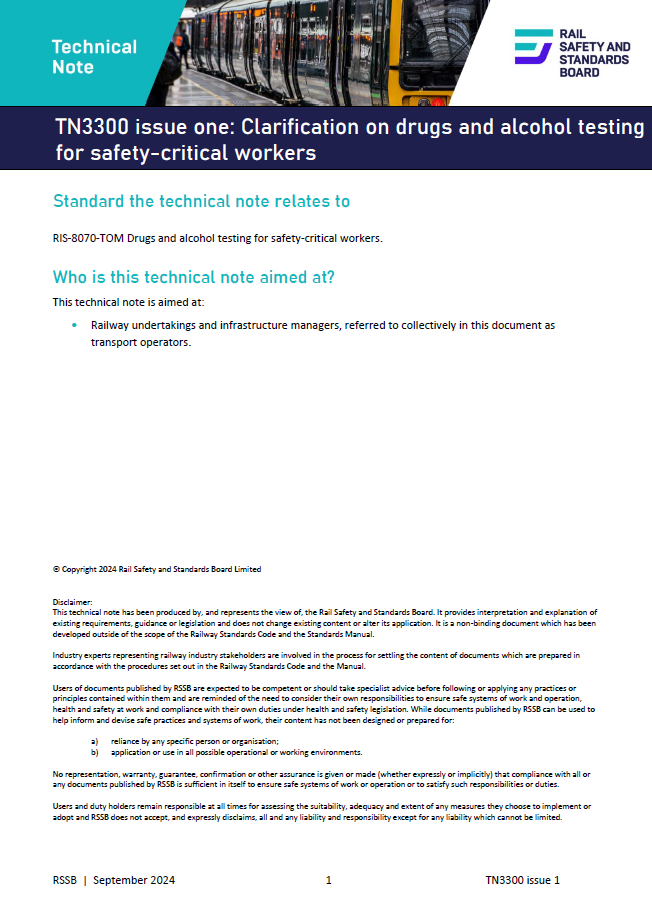 Technical
Note
RAIL
SAFETY AND
STANDARDS
BOARD
TN3300 issue one: Clarification on drugs and alcohol testing
for safety-critical workers
Standard the technical note relates to
RIS-8070-TOM Drugs and alcohol testing for safety-critical workers.
Who is this technical note aimed at?
This technical note is aimed at:
• Railway undertakings and infrastructure managers, referred to collectively in this document as
transport operators.
© Copyright 2024 Rail Safety and Standards Board Limited
Disclaimer:
This technical note has been produced by, and represents the view of, the Rail Safety and Standards Board. It provides interpretation and explanation of
existing requirements, guidance or legislation and does not change existing content or alter its application. It is a non-binding document which has been
developed outside of the scope of the Railway Standards Code and the Standards Manual.
Industry experts representing railway industry stakeholders are involved in the process for settling the content of documents which are prepared in
accordance with the procedures set out in the Railway Standards Code and the Manual.
Users of documents published by RSSB are expected to be competent or should take specialist advice before following or applying any practices or
principles contained within them and are reminded of the need to consider their own responsibilities to ensure safe systems of work and operation,
health and safety at work and compliance with their own duties under health and safety legislation. While documents published by RSSB can be used to
help inform and devise safe practices and systems of work, their content has not been designed or prepared for:
a) reliance by any specific person or organisation;
b) application or use in all possible operational or working environments.
No representation, warranty, guarantee, confirmation or other assurance is given or made (whether expressly or implicitly) that compliance with all or
any documents published by RSSB is sufficient in itself to ensure safe systems of work or operation or to satisfy such responsibilities or duties.
Users and duty holders remain responsible at all times for assessing the suitability, adequacy and extent of any measures they choose to implement or
adopt and RSSB does not accept, and expressly disclaims, all and any liability and responsibility except for any liability which cannot be limited.
RSSB | September 2024 1 TN3300 issue 1